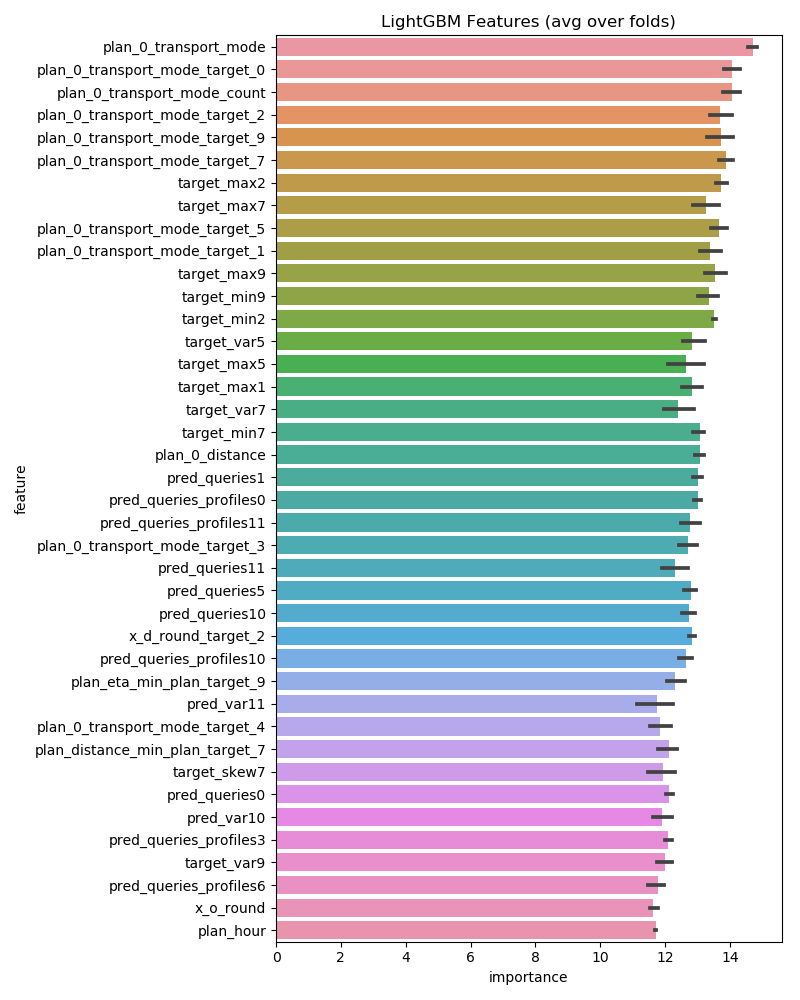 LightGBM Features (avg over folds)
plan_0_transport_mode
plan_0_transport_mode_target_0
plan_0_transport_mode_count
plan_0_transport_mode_target_2
plan_0_transport_mode_target_9
plan_0_transport_mode_target_7
target_max2
target_max7
plan_0_transport_mode_target_5
plan_0_transport_mode_target_1
target_max9
target_min9
target_min2
target_var5
target_max5
target_max1
target_var7
target_min7
plan_0_distance
pred_queries1
pred_queries_profiles0
pred_queries_profiles11
plan_0_transport_mode_target_3
pred_queries11
pred_queries5
pred_queries10
x_d_round_target_2
pred_queries_profiles10
plan_eta_min_plan_target_9
pred_var11
plan_0_transport_mode_target_4
plan_distance_min_plan_target_7
target_skew7
pred_queries0
pred_var10
pred_queries_profiles3
target_var9
pred_queries_profiles6
x_o_round
plan_hour
feature
0 2 4 6 8 10 12 14
importance